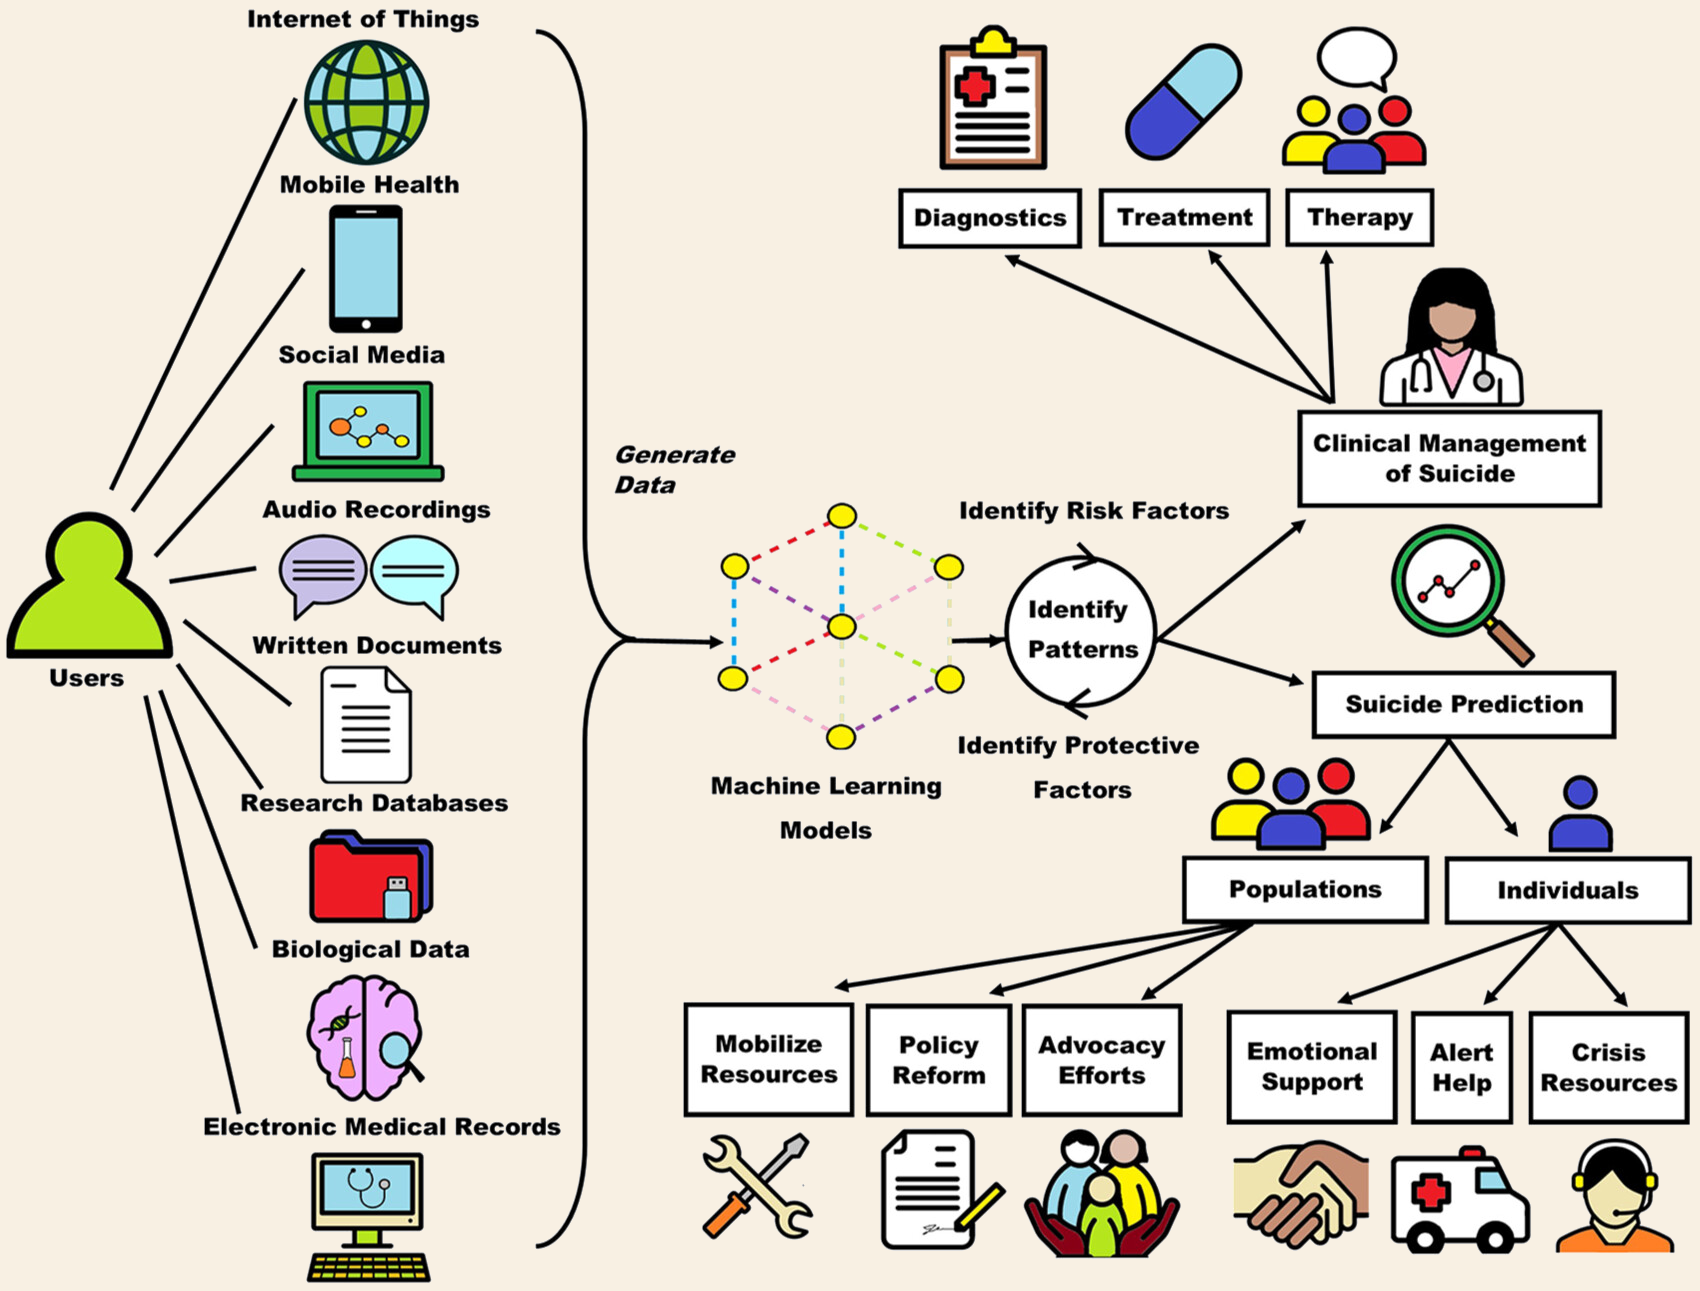 Internet of Things
Mobile Health
Social Media
Audio Recordings
Written Documents
Research Databases
Biological Data
Electronic Medical Records
Users
Generate
Data
Machine Learning
Models
Identify Risk Factors
Identify
Patterns
Identify Protective
Factors
Diagnostics
Treatment
Therapy
Clinical Management
of Suicide
Suicide Prediction
Populations
Individuals
Mobilize
Resources
Policy
Reform
Advocacy
Efforts
Emotional
Support
Alert
Help
Crisis
Resources